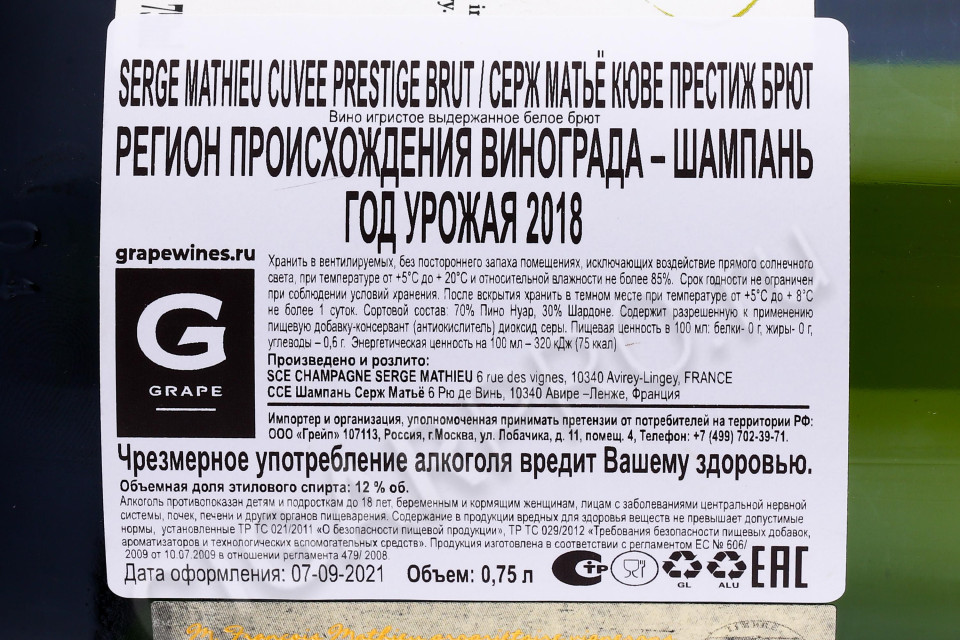 SERGE MATHIEU CUVEE PRESTIGE BRUT / СЕРЖ МАТЬЁ КЮВЕ ПРЕСТИЖ БРЮТ
Вино игристое выдержанное белое брют
РЕГИОН ПРОИСХОЖДЕНИЯ ВИНОГРАДА – ШАМПАНЬ
ГОД УРОЖАЯ 2018
grapewines.ru
G
GRAPE
Хранить в вентилируемых, без постороннего запаха помещениях, исключающих воздействие прямого солнечного
света, при температуре от +5°С до + 20°С и относительной влажности не более 85%. Срок годности не ограничен
при соблюдении условий хранения. После вскрытия хранить в темном месте при температуре от +5°С до + 8°С
не более 1 суток. Сортовой состав: 70% Пино Нуар, 30% Шардоне. Содержит разрешенную к применению
пищевую добавку-консервант (антиокислитель) диоксид серы. Пищевая ценность в 100 мл: белки- 0 г, жиры- 0 г,
углеводы – 0,6 г. Энергетическая ценность на 100 мл – 320 кДж (75 ккал)
Произведено и розлито:
SCE CHAMPAGNE SERGE MATHIEU 6 rue des vignes, 10340 Avirey-Lingey, FRANCE
ССЕ Шампань Серж Матьё 6 Рю де Винь, 10340 Авире –Ленже, Франция
Импортер и организация, уполномоченная принимать претензии от потребителей на территории РФ:
ООО «Грейп» 107113, Россия, г.Москва, ул. Лобачика, д. 11, помещ. 4, Телефон: +7 (499) 702-39-71.
Чрезмерное употребление алкоголя вредит Вашему здоровью.
Объемная доля этилового спирта: 12 % об.
Алкоголь противопоказан детям и подросткам до 18 лет, беременным и кормящим женщинам, лицам с заболеваниями центральной нервной
системы, почек, печени и других органов пищеварения. Содержание в продукции вредных для здоровья веществ не превышает допустимые
нормы, установленные ТР ТС 021/2011 «О безопасности пищевой продукции», ТР ТС 029/2012 «Требования безопасности пищевых добавок,
ароматизаторов и технологических вспомогательных средств». Продукция изготовлена в соответствии с регламентом ЕС № 606/
2009 от 10.07.2009 в отношении регламента 479/ 2008.
Дата оформления: 07-09-2021 Объем: 0,75 л
GL ALU EAC